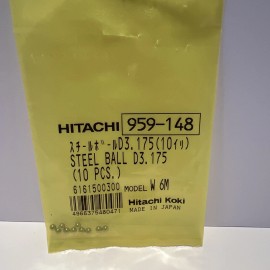 HITACHI 959-148
ｽﾁｰﾙﾎﾞｰﾙD3.175(10ｲﾘ)
STEEL BALL D3.175
(10 PCS.)
6161500300 MODEL W 6M
Hitachi Koki
MADE IN JAPAN
4966376480471